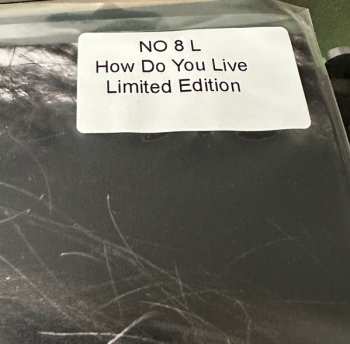 NO 8 L
How Do You Live
Limited Edition